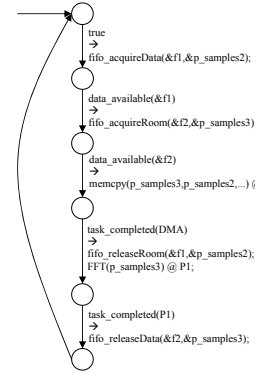 true
→
fifo_acquireData(&f1,&p_samples2);
data_available(&f1)
→
fifo_acquireRoom(&f2,&p_samples3)
data_available(&f2)
→
memcpy(p_samples3,p_samples2,...) @
task_completed(DMA)
→
fifo_releaseRoom(&f1,&p_samples2);
FFT(p_samples3) @ P1;
task_completed(P1)
→
fifo_releaseData(&f2,&p_samples3);